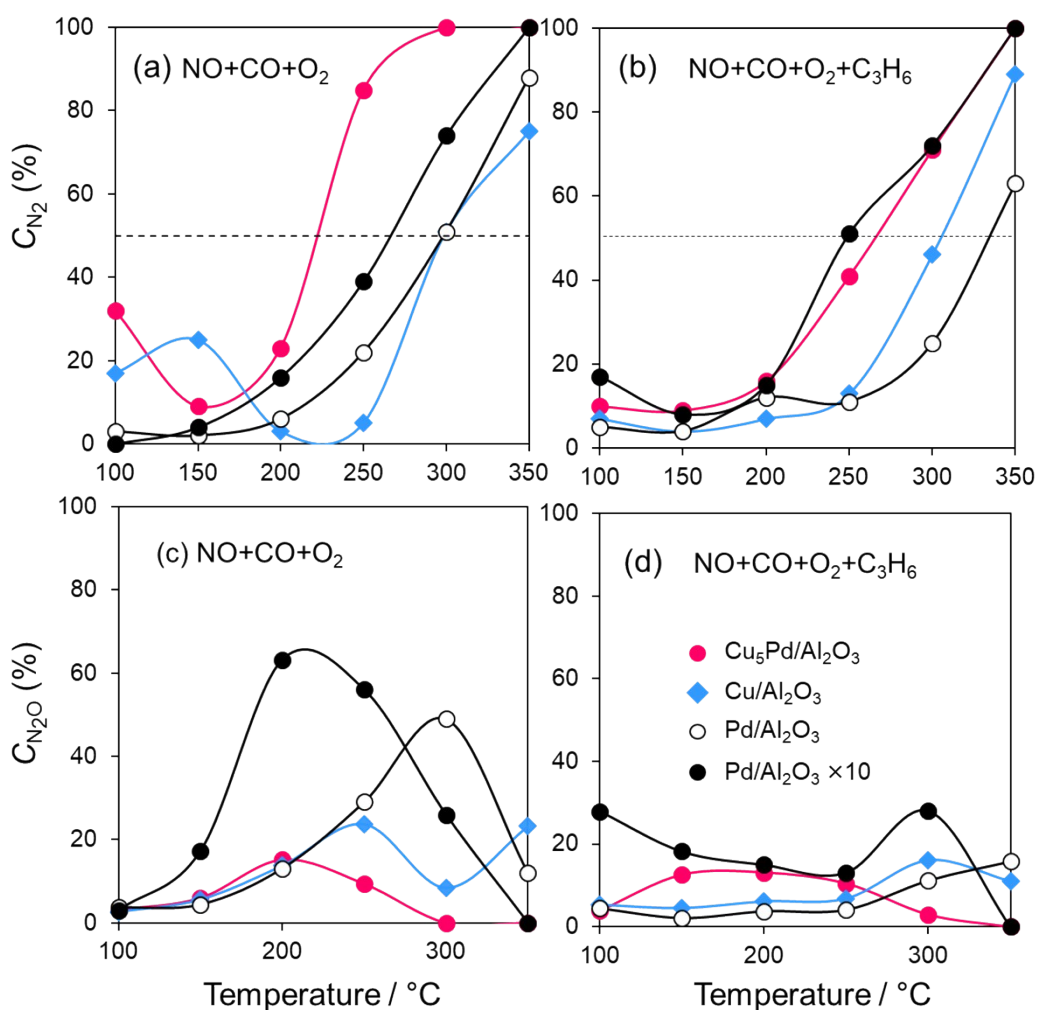 (a) NO+CO+O₂
C_N₂ (%)
100
80
60
40
20
0
100 150 200 250 300 350
(b) NO+CO+O₂+C₃H₆
100
80
60
40
20
0
100 150 200 250 300 350
(c) NO+CO+O₂
C_N₂O (%)
100
80
60
40
20
0
100 200 300
Temperature / °C
(d) NO+CO+O₂+C₃H₆
100
80
60
40
20
0
Cu₅Pd/Al₂O₃
Cu/Al₂O₃
Pd/Al₂O₃
Pd/Al₂O₃ ×10
100 200 300
Temperature / °C